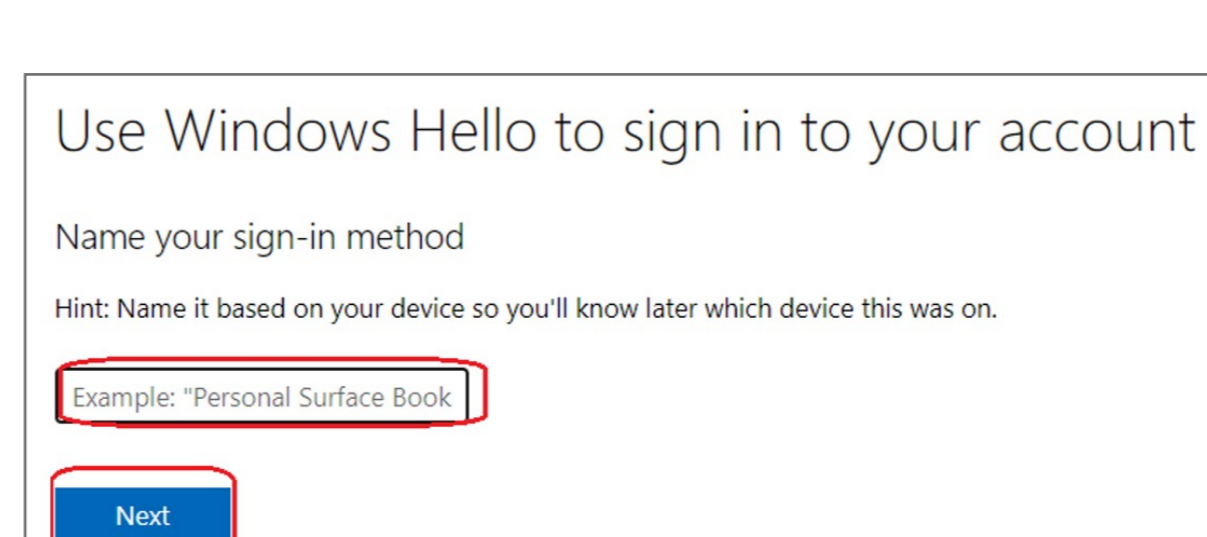 Use Windows Hello to sign in to your account
Name your sign-in method
Hint: Name it based on your device so you'll know later which device this was on.
Example: "Personal Surface Book
Next